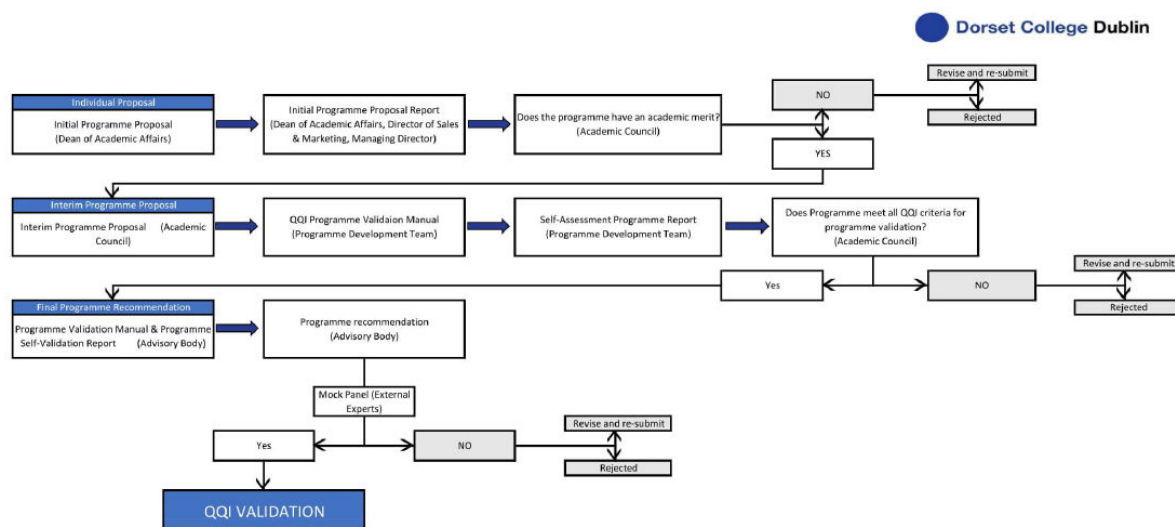 Dorset College Dublin
Revise and re-submit
NO
Rejected
Individual Proposal
Initial Programme Proposal
(Dean of Academic Affairs)
Initial Programme Proposal Report
(Dean of Academic Affairs, Director of Sales
& Marketing, Managing Director)
Does the programme have an academic merit?
(Academic Council)
YES
Interim Programme Proposal
Interim Programme Proposal (Academic
Council)
QQI Programme Validaion Manual
(Programme Development Team)
Self-Assessment Programme Report
(Programme Development Team)
Does Programme meet all QQI criteria for
programme validation?
(Academic Council)
Revise and re-submit
Yes
NO
Rejected
Final Programme Recommendation
Programme Validation Manual & Programme
Self-Validation Report (Advisory Body)
Programme recommendation
(Advisory Body)
Mock Panel (External
Experts)
Revise and re-submit
Yes
NO
Rejected
QQI VALIDATION